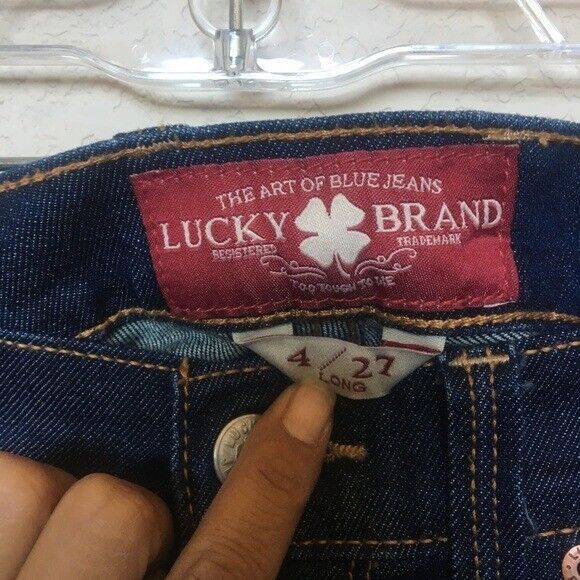 THE ART OF BLUE JEANS
LUCKY BRAND
REGISTERED TRADEMARK
TOO TOUGH TO DIE
4/27
LONG